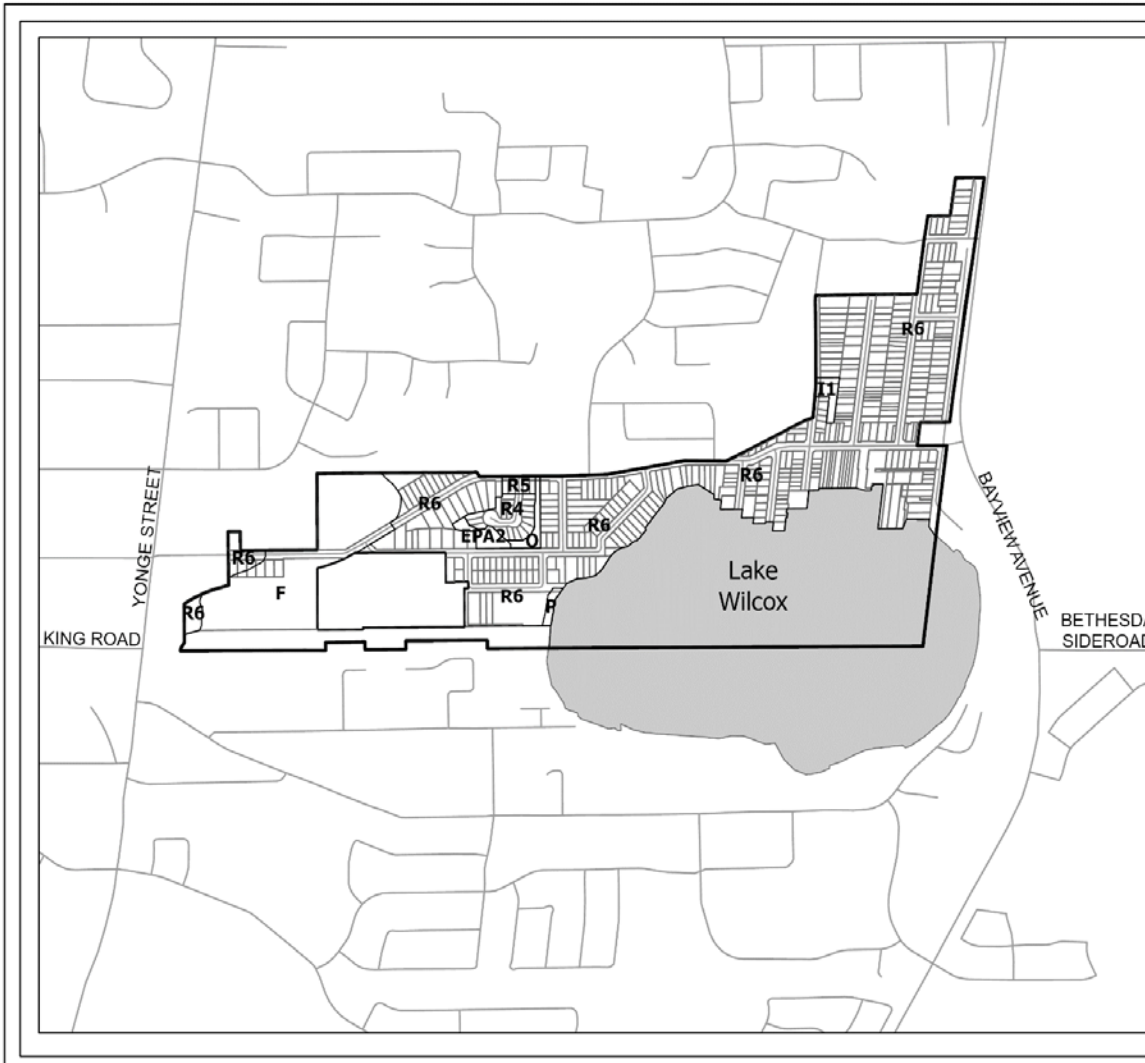 R6
I1
R6
R5
R6
R4
R6
EPA2
O
R6
F
R6
P
R6
Lake
Wilcox
YONGE STREET
BAYVIEW AVENUE
KING ROAD
BETHESDA
SIDEROAD